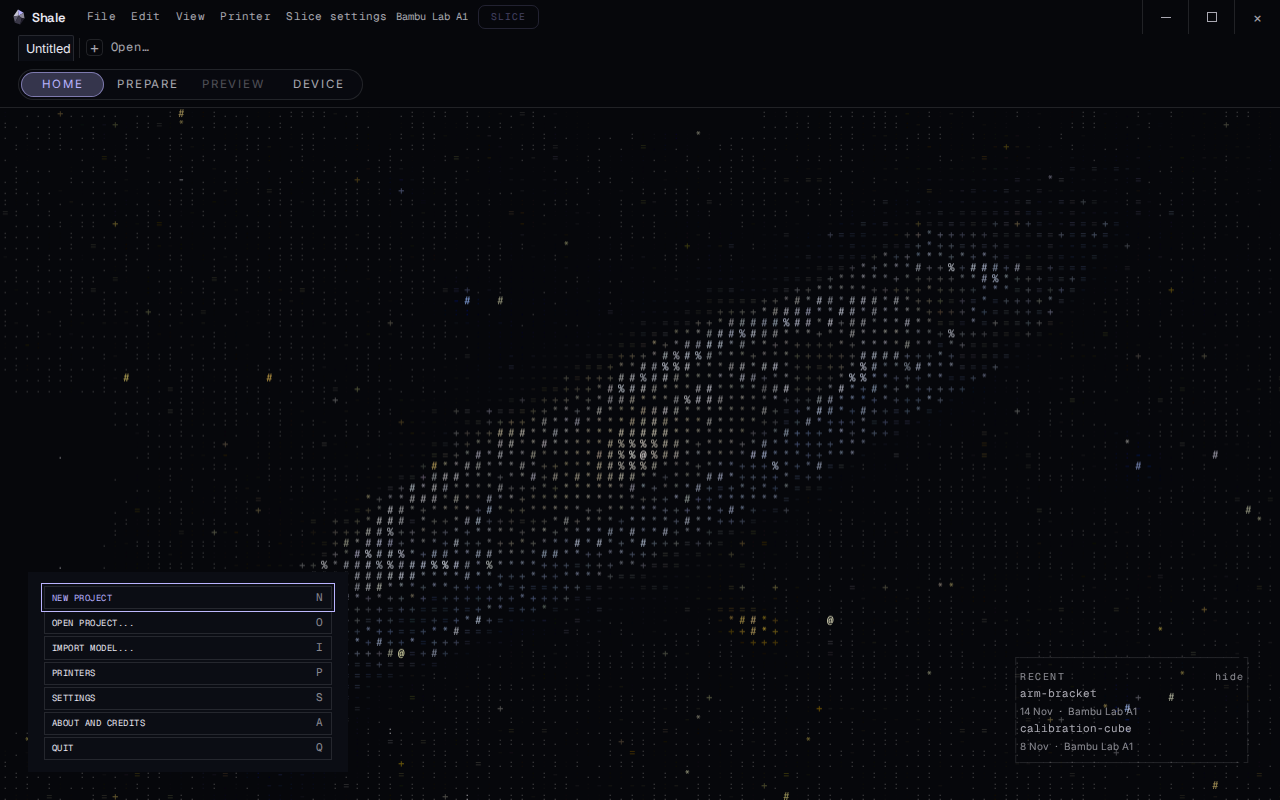 Shale File Edit View Printer Slice settings Bambu Lab A1 SLICE
Untitled + Open…
HOME PREPARE PREVIEW DEVICE
NEW PROJECT N
OPEN PROJECT... O
IMPORT MODEL... I
PRINTERS P
SETTINGS S
ABOUT AND CREDITS A
QUIT Q
RECENT hide
arm-bracket
14 Nov · Bambu Lab A1
calibration-cube
8 Nov · Bambu Lab A1